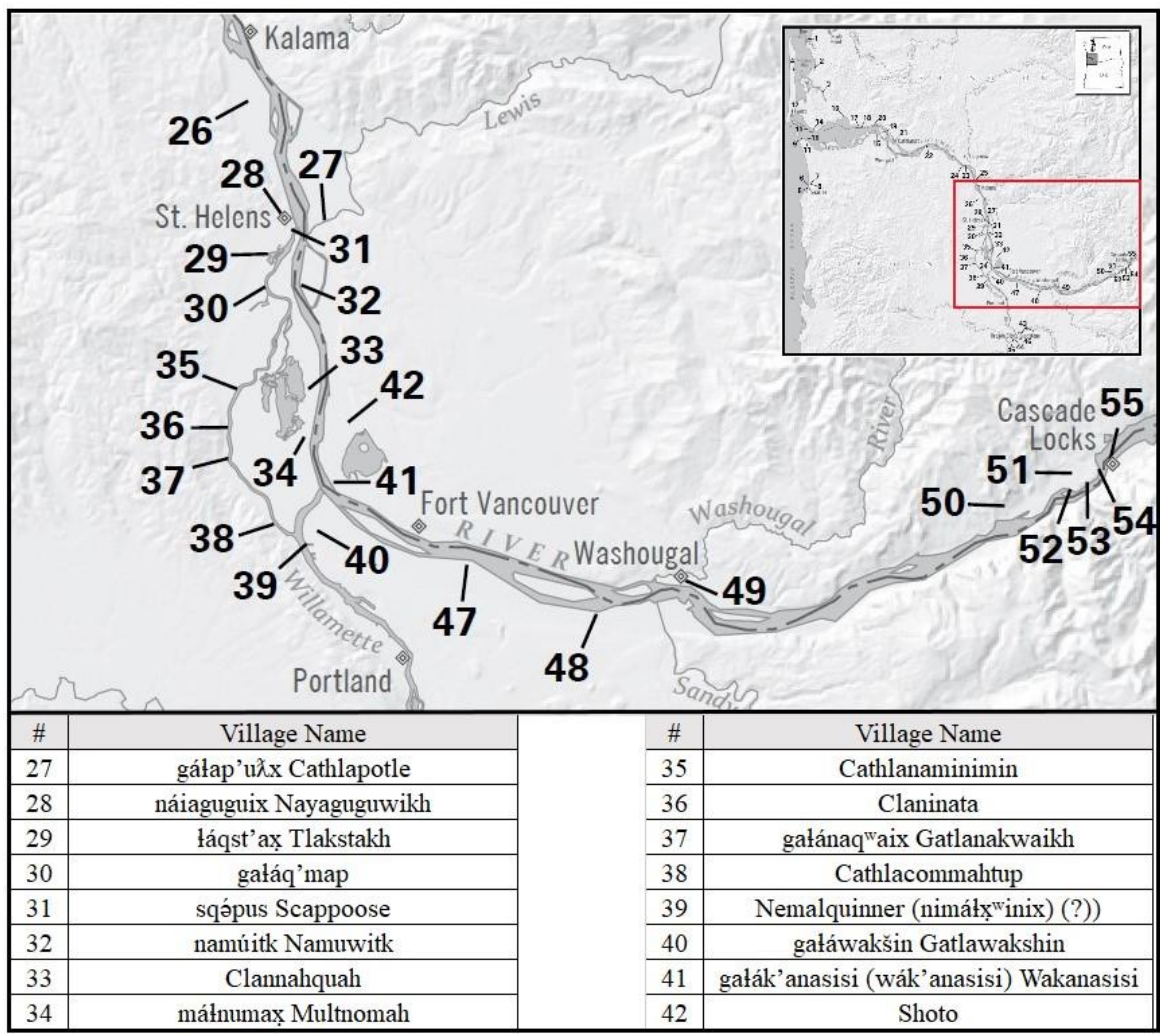 Kalama
26
Lewis
28
27
St. Helens
31
29
30
32
33
35
42
36
34
37
41
38
Fort Vancouver
40
39
RIVER
Washougal
Willamette
Portland
47
48
49
Sandy
Washougal River
Cascade Locks
55
51
50
52
53
54
# Village Name
27 gáłap’uƛx Cathlapotle
28 náiaguguix Nayaguguwikh
29 łáqst’ax̣ Tlakstakh
30 gałáq’map
31 sqə́pus Scappoose
32 namúitk Namuwitk
33 Clannahquah
34 máłnumax̣ Multnomah
# Village Name
35 Cathlanaminimin
36 Claninata
37 gałánaqʷaix Gatlanakwaikh
38 Cathlacommahtup
39 Nemalquinner (nimáłx̣ʷinix) (?))
40 gałáwakšin Gatlawakshin
41 gałák’anasisi (wák’anasisi) Wakanasisi
42 Shoto